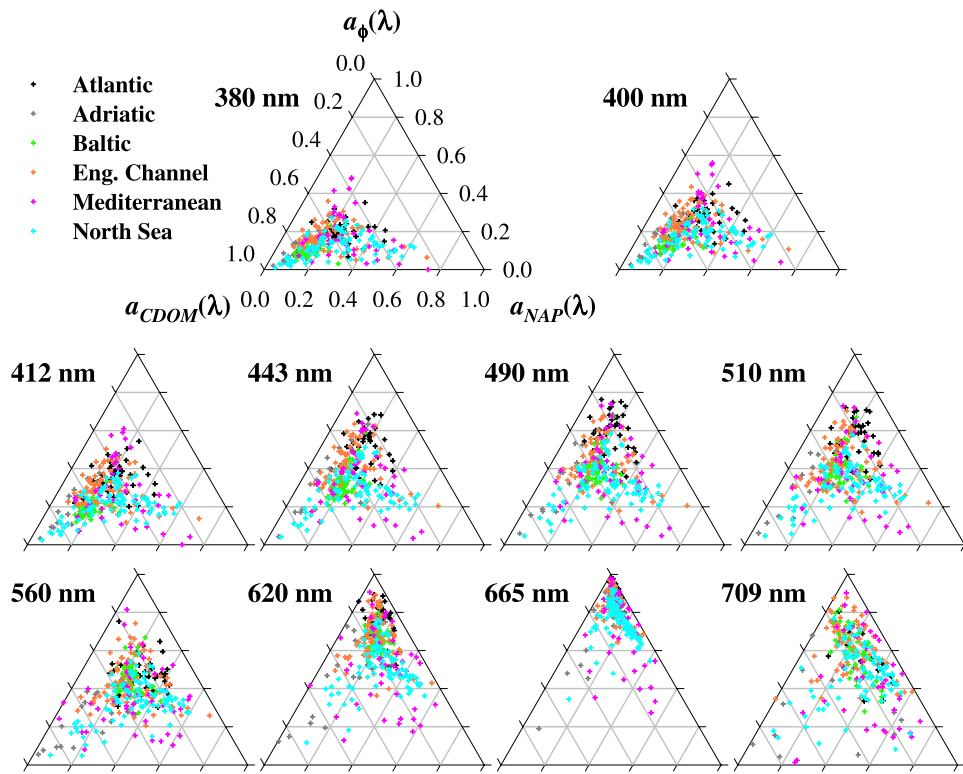 aϕ(λ)
Atlantic
Adriatic
Baltic
Eng. Channel
Mediterranean
North Sea
380 nm
0.0
0.2
0.4
0.6
0.8
1.0
1.0
0.8
0.6
0.4
0.2
0.0
0.0 0.2 0.4 0.6 0.8 1.0
aCDOM(λ)
aNAP(λ)
400 nm
412 nm
443 nm
490 nm
510 nm
560 nm
620 nm
665 nm
709 nm